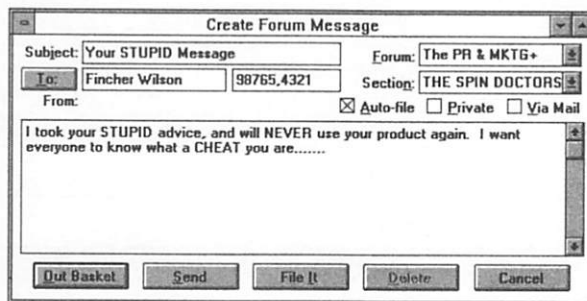 Create Forum Message
Subject: Your STUPID Message
Forum: The PR & MKTG+
To: Fincher Wilson 98765,4321
Section: THE SPIN DOCTORS
From:
Auto-file Private Via Mail
I took your STUPID advice, and will NEVER use your product again. I want
everyone to know what a CHEAT you are.......
Out Basket Send File It Delete Cancel